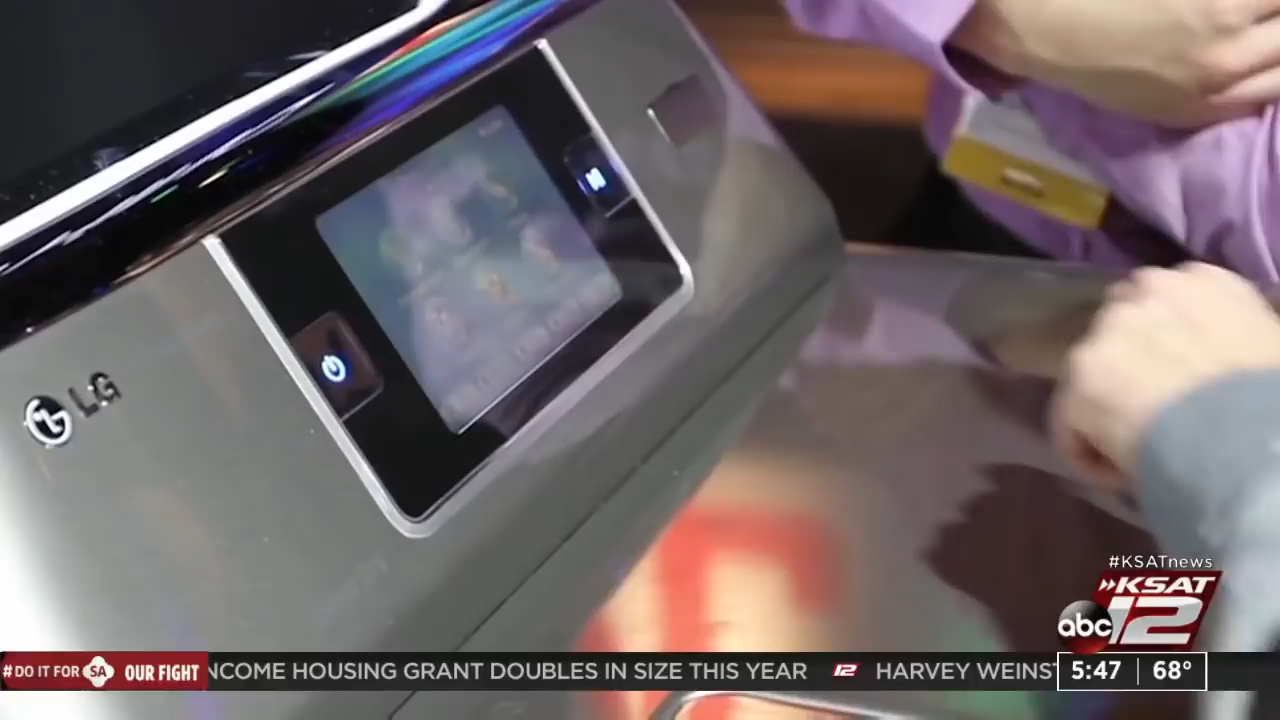 LG
#KSATnews
KSAT
abc 12
#DO IT FOR SA OUR FIGHT
NCOME HOUSING GRANT DOUBLES IN SIZE THIS YEAR 12 HARVEY WEINS
5:47 68°